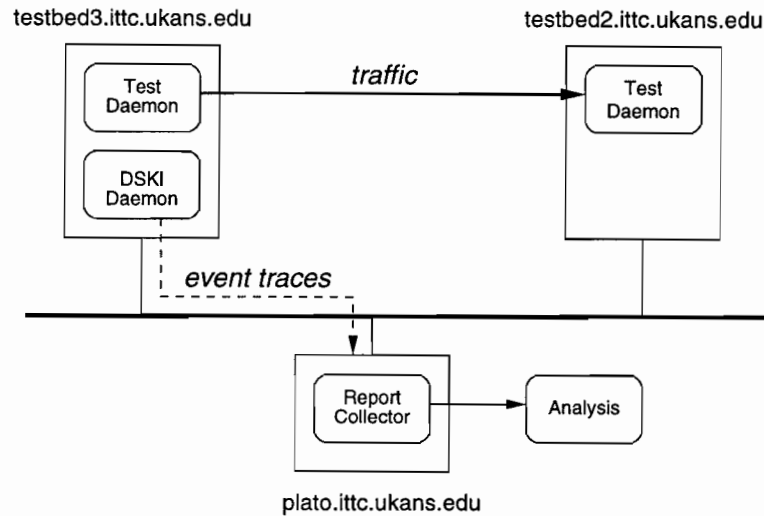 testbed3.ittc.ukans.edu
testbed2.ittc.ukans.edu
Test
Daemon
traffic
Test
Daemon
DSKI
Daemon
event traces
Report
Collector
Analysis
plato.ittc.ukans.edu